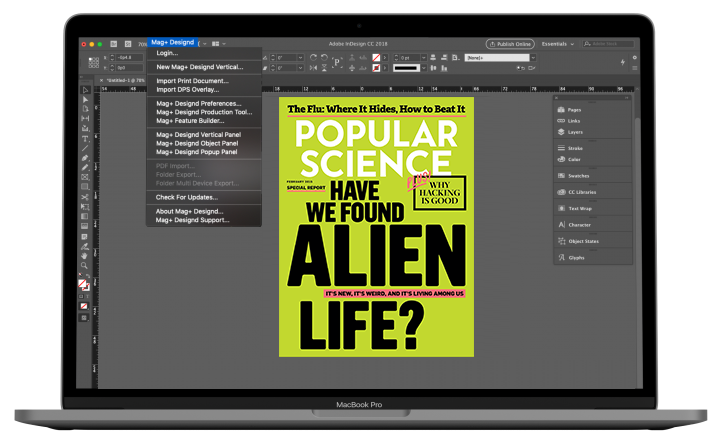 Mag+ Designd
Adobe InDesign CC 2018
Publish Online
Essentials
Login...
New Mag+ Designd Vertical...
Import Print Document...
Import DPS Overlay...
Mag+ Designd Preferences...
Mag+ Designd Production Tool...
Mag+ Feature Builder...
Mag+ Designd Vertical Panel
Mag+ Designd Object Panel
Mag+ Designd Popup Panel
PDF Import...
Folder Export...
Folder Multi Device Export...
Check For Updates...
About Mag+ Designd...
Mag+ Designd Support...
The Flu: Where It Hides, How to Beat It
POPULAR
SCIENCE
FEBRUARY 2018
SPECIAL REPORT
PLUS
WHY
HACKING
IS GOOD
HAVE
WE FOUND
ALIEN
IT'S NEW, IT'S WEIRD, AND IT'S LIVING AMONG US
LIFE?
Pages
Links
Layers
Stroke
Color
Swatches
CC Libraries
Text Wrap
Character
Object States
Glyphs
MacBook Pro